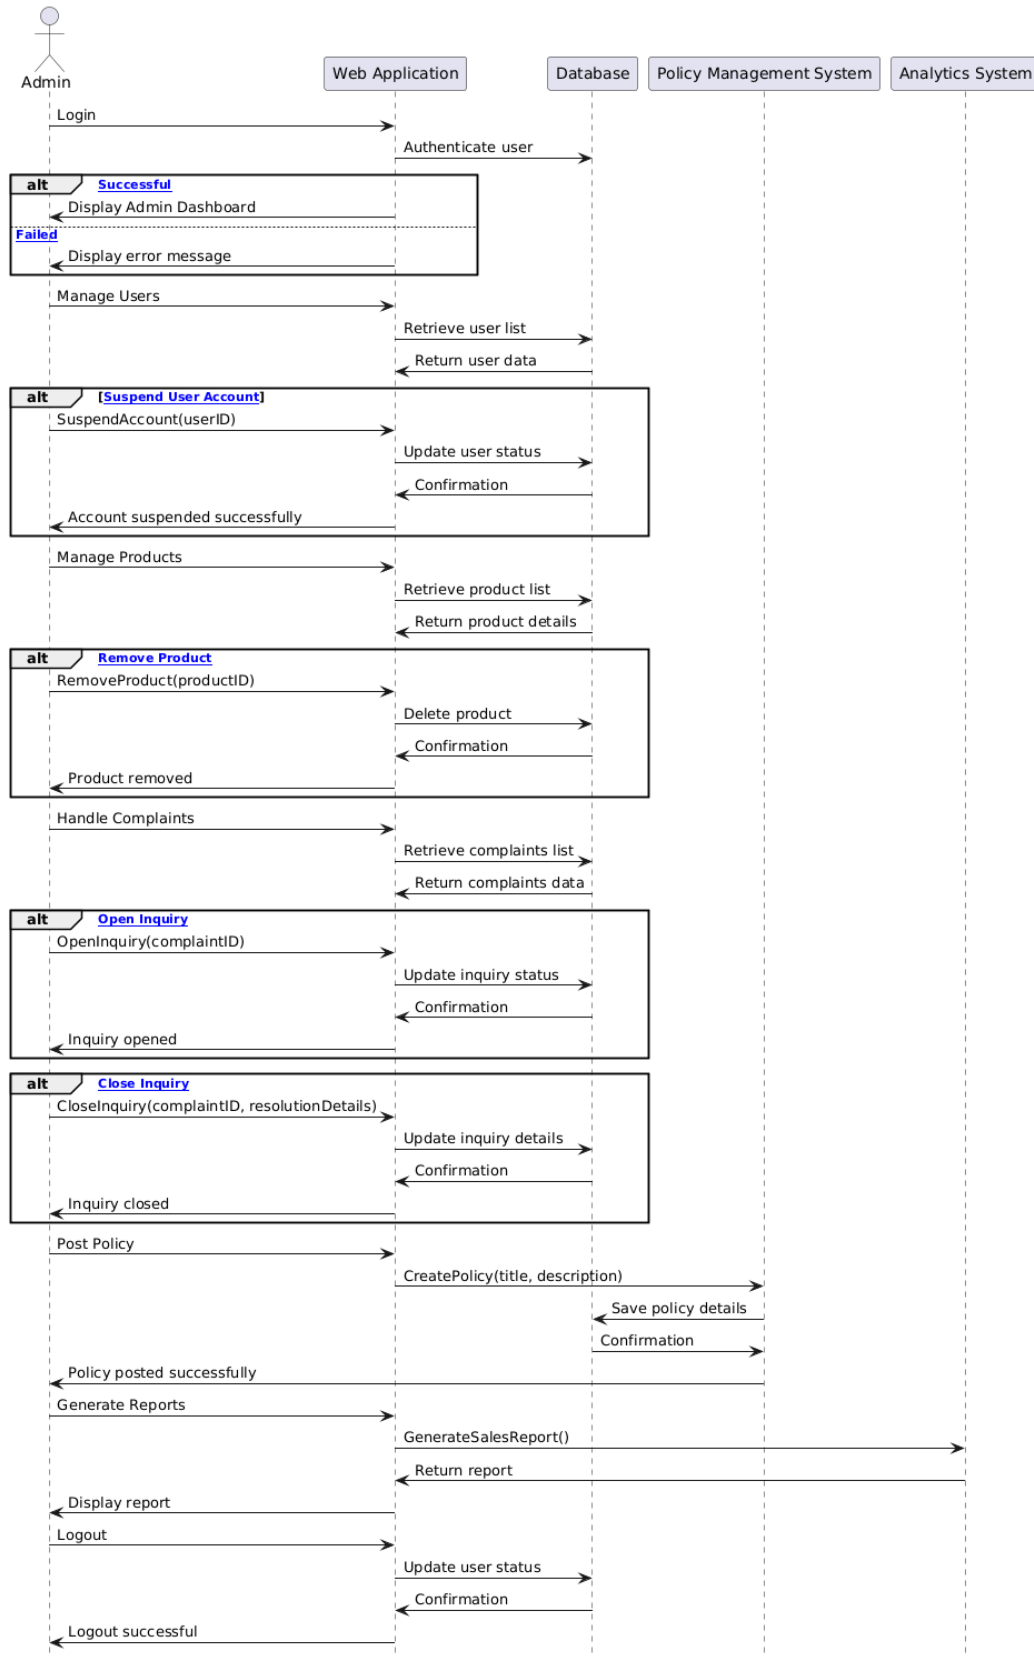 Admin
Web Application
Database
Policy Management System
Analytics System
Login
Authenticate user
alt
Successful
Display Admin Dashboard
Failed
Display error message
Manage Users
Retrieve user list
Return user data
alt
[Suspend User Account]
SuspendAccount(userID)
Update user status
Confirmation
Account suspended successfully
Manage Products
Retrieve product list
Return product details
alt
Remove Product
RemoveProduct(productID)
Delete product
Confirmation
Product removed
Handle Complaints
Retrieve complaints list
Return complaints data
alt
Open Inquiry
OpenInquiry(complaintID)
Update inquiry status
Confirmation
Inquiry opened
alt
Close Inquiry
CloseInquiry(complaintID, resolutionDetails)
Update inquiry details
Confirmation
Inquiry closed
Post Policy
CreatePolicy(title, description)
Save policy details
Confirmation
Policy posted successfully
Generate Reports
GenerateSalesReport()
Return report
Display report
Logout
Update user status
Confirmation
Logout successful